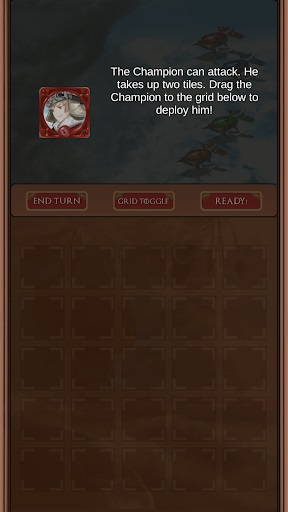 The Champion can attack. He
takes up two tiles. Drag the
Champion to the grid below to
deploy him!
END TURN
GRID TOGGLE
READY!